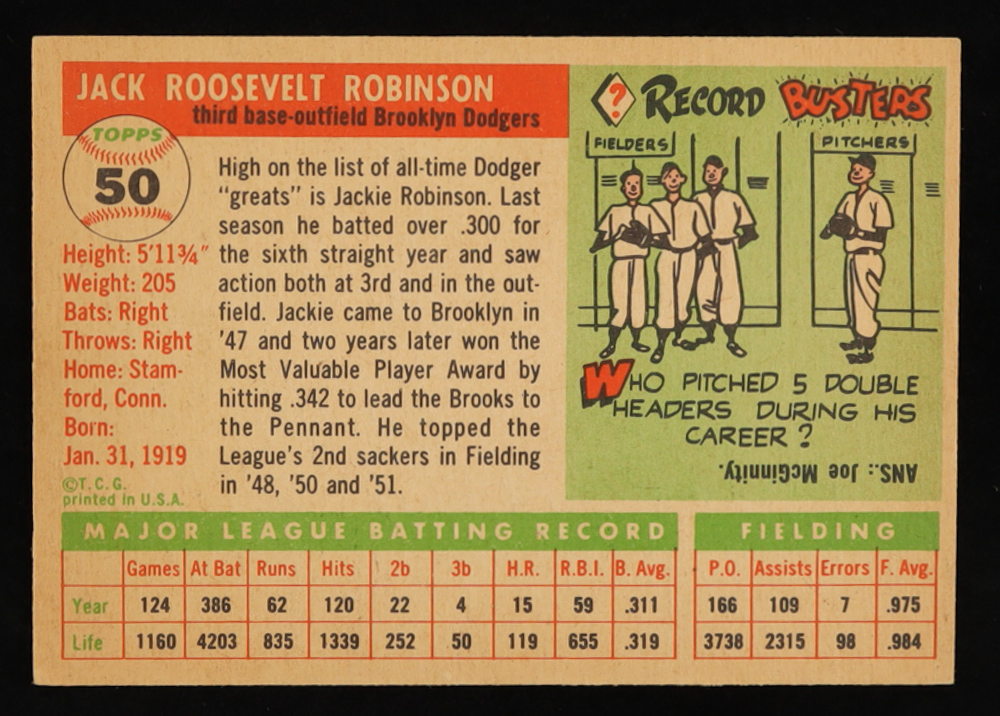 JACK ROOSEVELT ROBINSON
third base-outfield Brooklyn Dodgers
TOPPS
50
Height: 5'11¾"
Weight: 205
Bats: Right
Throws: Right
Home: Stam-
ford, Conn.
Born:
Jan. 31, 1919
©T.C.G.
printed in U.S.A.
High on the list of all-time Dodger
"greats" is Jackie Robinson. Last
season he batted over .300 for
the sixth straight year and saw
action both at 3rd and in the out-
field. Jackie came to Brooklyn in
'47 and two years later won the
Most Valuable Player Award by
hitting .342 to lead the Brooks to
the Pennant. He topped the
League's 2nd sackers in Fielding
in '48, '50 and '51.
? RECORD BUSTERS
FIELDERS
PITCHERS
WHO PITCHED 5 DOUBLE
HEADERS DURING HIS
CAREER?
ANS.: Joe McGinnity.
MAJOR LEAGUE BATTING RECORD
Games At Bat Runs Hits 2b 3b H.R. R.B.I. B. Avg.
Year 124 386 62 120 22 4 15 59 .311
Life 1160 4203 835 1339 252 50 119 655 .319
FIELDING
P.O. Assists Errors F. Avg.
166 109 7 .975
3738 2315 98 .984